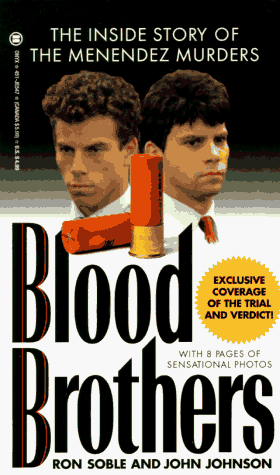 THE INSIDE STORY OF
THE MENENDEZ MURDERS
EXCLUSIVE
COVERAGE
OF THE TRIAL
AND VERDICT!
Blood
WITH 8 PAGES OF
SENSATIONAL PHOTOS
Brothers
RON SOBLE AND JOHN JOHNSON